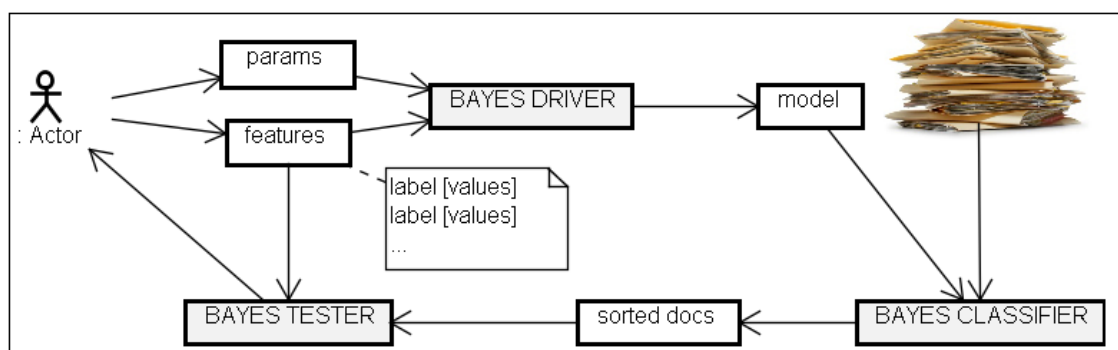 params
BAYES DRIVER
model
: Actor
features
label [values]
label [values]
...
BAYES TESTER
sorted docs
BAYES CLASSIFIER